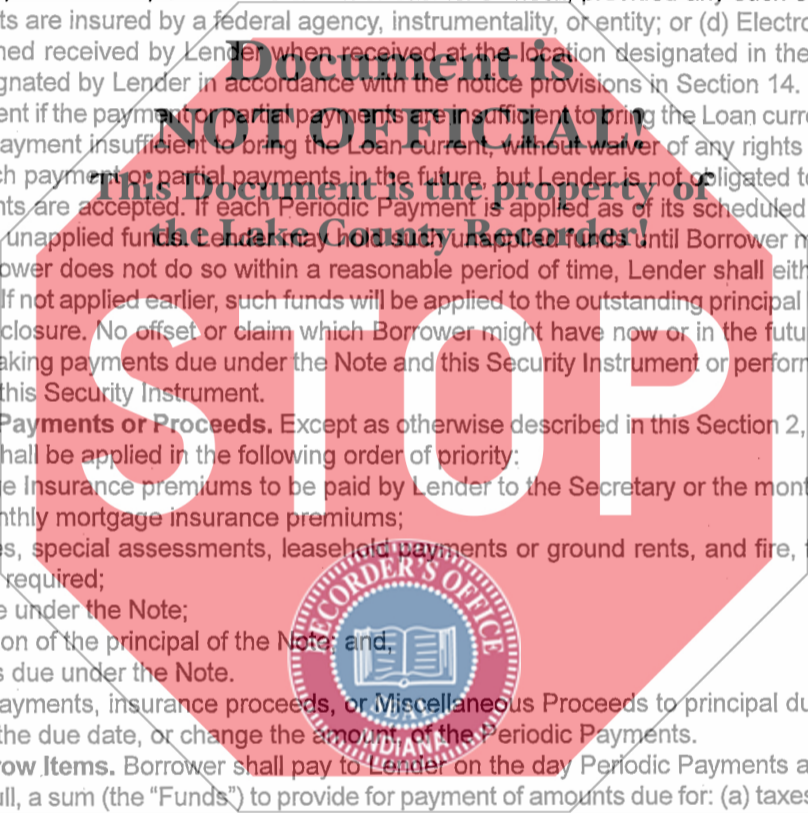 ts are insured by a federal agency, instrumentality, or entity; or (d) Electro
ned received by Lender when received at the location designated in the
gnated by Lender in accordance with the notice provisions in Section 14.
ent if the payment or partial payments are insufficient to bring the Loan curre
ayment insufficient to bring the Loan current, without waiver of any rights
h payment or partial payments in the future, but Lender is not obligated to
nts are accepted. If each Periodic Payment is applied as of its scheduled
unapplied funds. Lender may hold such unapplied funds until Borrower m
ower does not do so within a reasonable period of time, Lender shall eith
If not applied earlier, such funds will be applied to the outstanding principal
closure. No offset or claim which Borrower might have now or in the futur
aking payments due under the Note and this Security Instrument or perform
this Security Instrument.
Payments or Proceeds. Except as otherwise described in this Section 2,
hall be applied in the following order of priority:
e Insurance premiums to be paid by Lender to the Secretary or the mont
nthly mortgage insurance premiums;
s, special assessments, leasehold payments or ground rents, and fire,
required;
e under the Note;
on of the principal of the Note; and,
s due under the Note.
ayments, insurance proceeds, or Miscellaneous Proceeds to principal du
the due date, or change the amount, of the Periodic Payments.
row Items. Borrower shall pay to Lender on the day Periodic Payments a
ull, a sum (the “Funds”) to provide for payment of amounts due for: (a) taxes
Document is
NOT OFFICIAL!
This Document is the property of
the Lake County Recorder!
STOP
RECORDER'S OFFICE
INDIANA